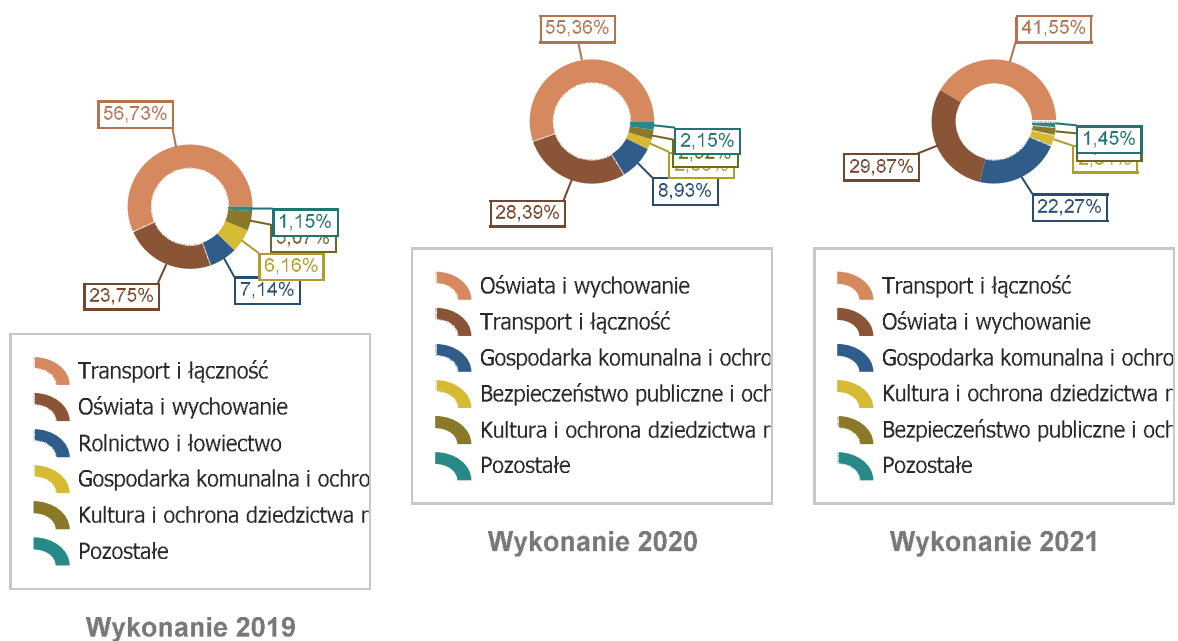 56,73%
1,15%
6,16%
7,14%
23,75%
Transport i łączność
Oświata i wychowanie
Rolnictwo i łowiectwo
Gospodarka komunalna i ochro
Kultura i ochrona dziedzictwa
Pozostałe
Wykonanie 2019
55,36%
2,15%
8,93%
28,39%
Oświata i wychowanie
Transport i łączność
Gospodarka komunalna i ochro
Bezpieczeństwo publiczne i och
Kultura i ochrona dziedzictwa
Pozostałe
Wykonanie 2020
41,55%
1,45%
29,87%
22,27%
Transport i łączność
Oświata i wychowanie
Gospodarka komunalna i ochro
Kultura i ochrona dziedzictwa
Bezpieczeństwo publiczne i och
Pozostałe
Wykonanie 2021